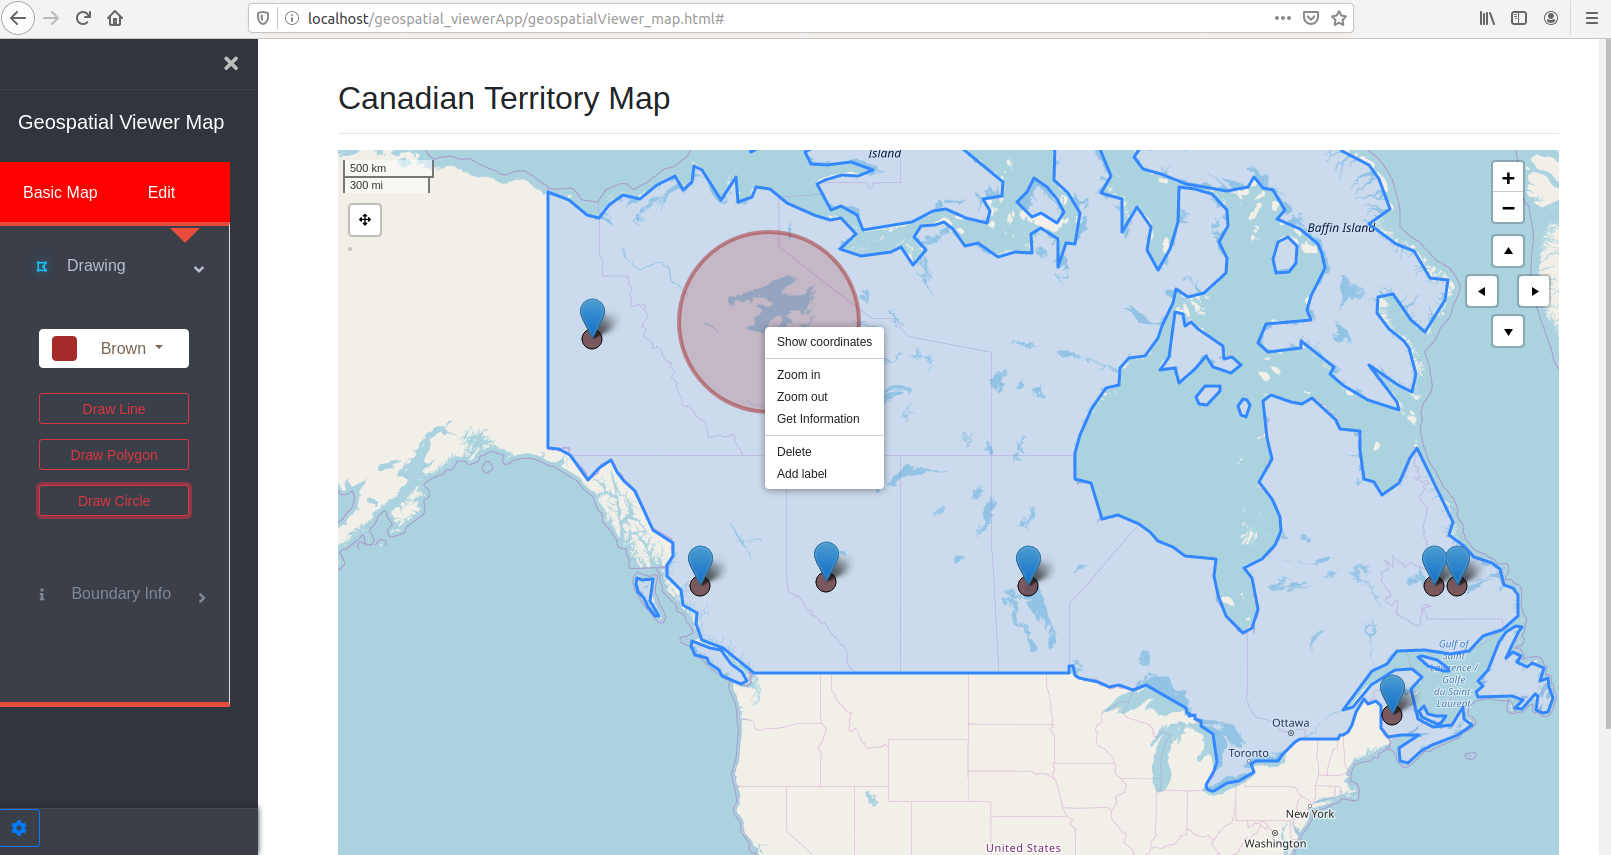 localhost/geospatial_viewerApp/geospatialViewer_map.html#
Geospatial Viewer Map
Basic Map
Edit
Drawing
Brown
Draw Line
Draw Polygon
Draw Circle
Boundary Info
Canadian Territory Map
500 km
300 mi
Island
Baffin Island
+
−
Show coordinates
Zoom in
Zoom out
Get Information
Delete
Add label
Gulf of
Saint
Lawrence /
Golfe
du Saint-
Laurent
Ottawa
Toronto
New York
Washington
United States